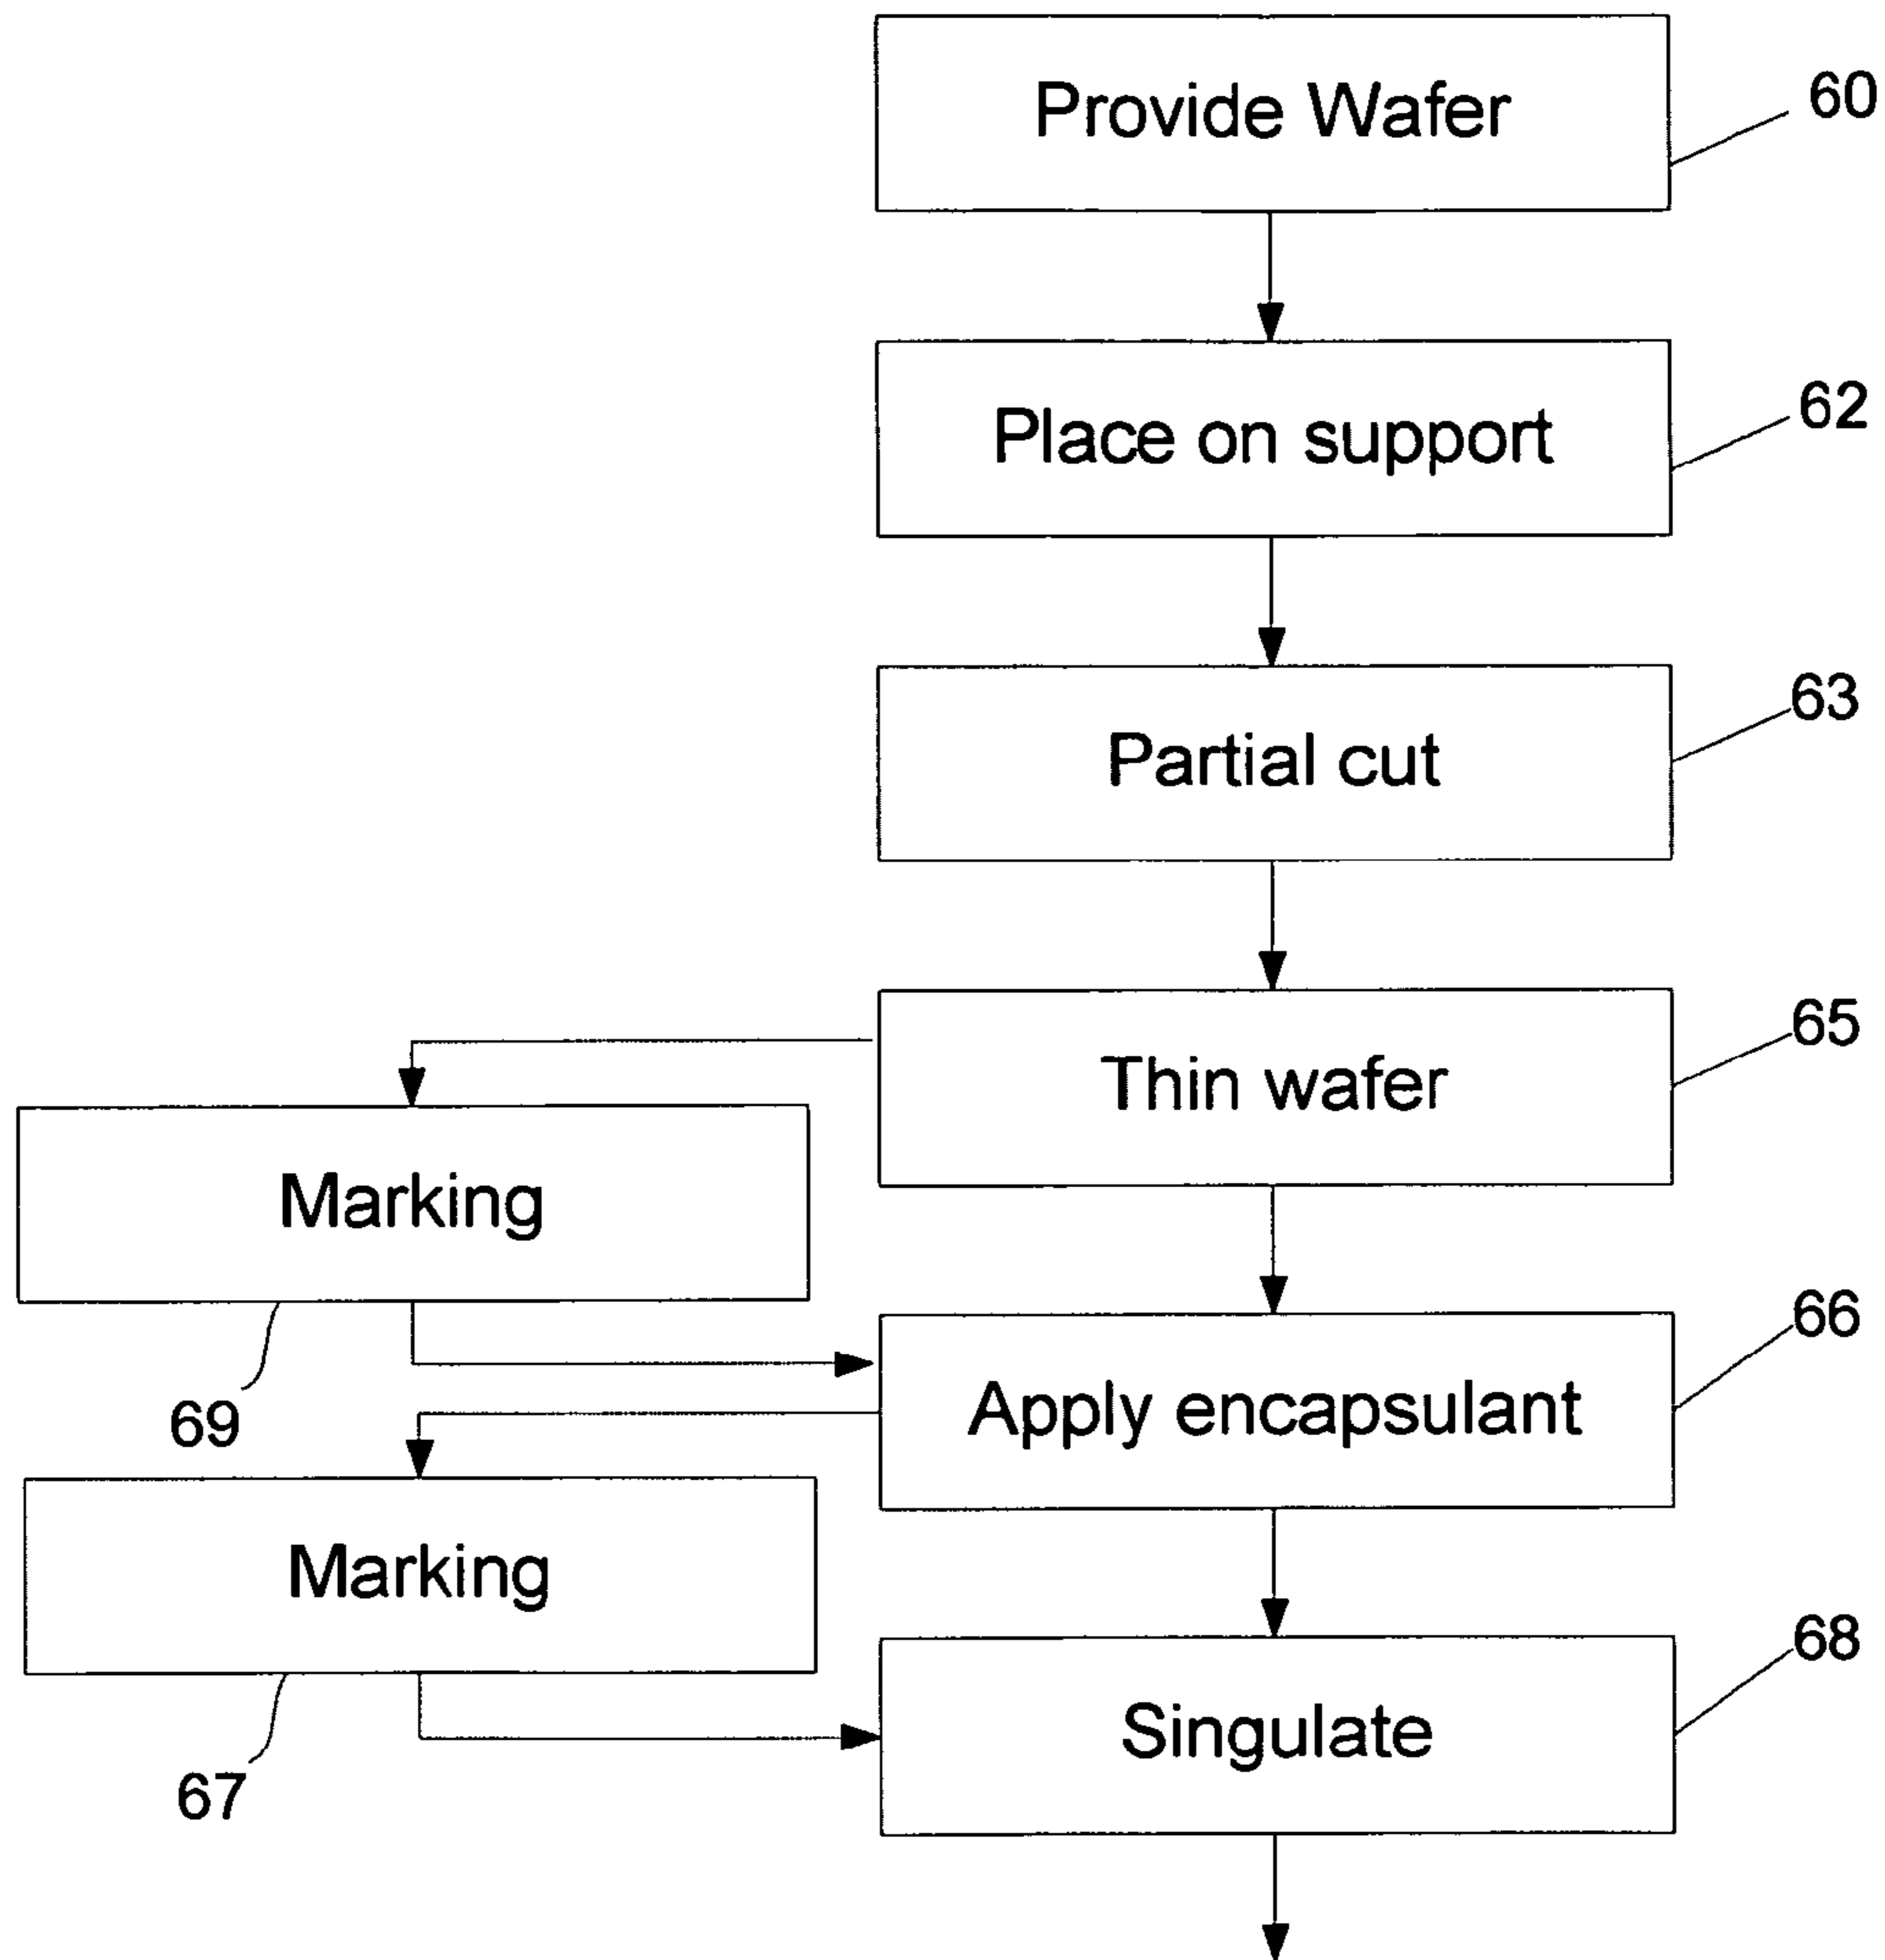 Provide Wafer
60
Place on support
62
Partial cut
63
Thin wafer
65
Marking
69
Apply encapsulant
66
Marking
67
Singulate
68